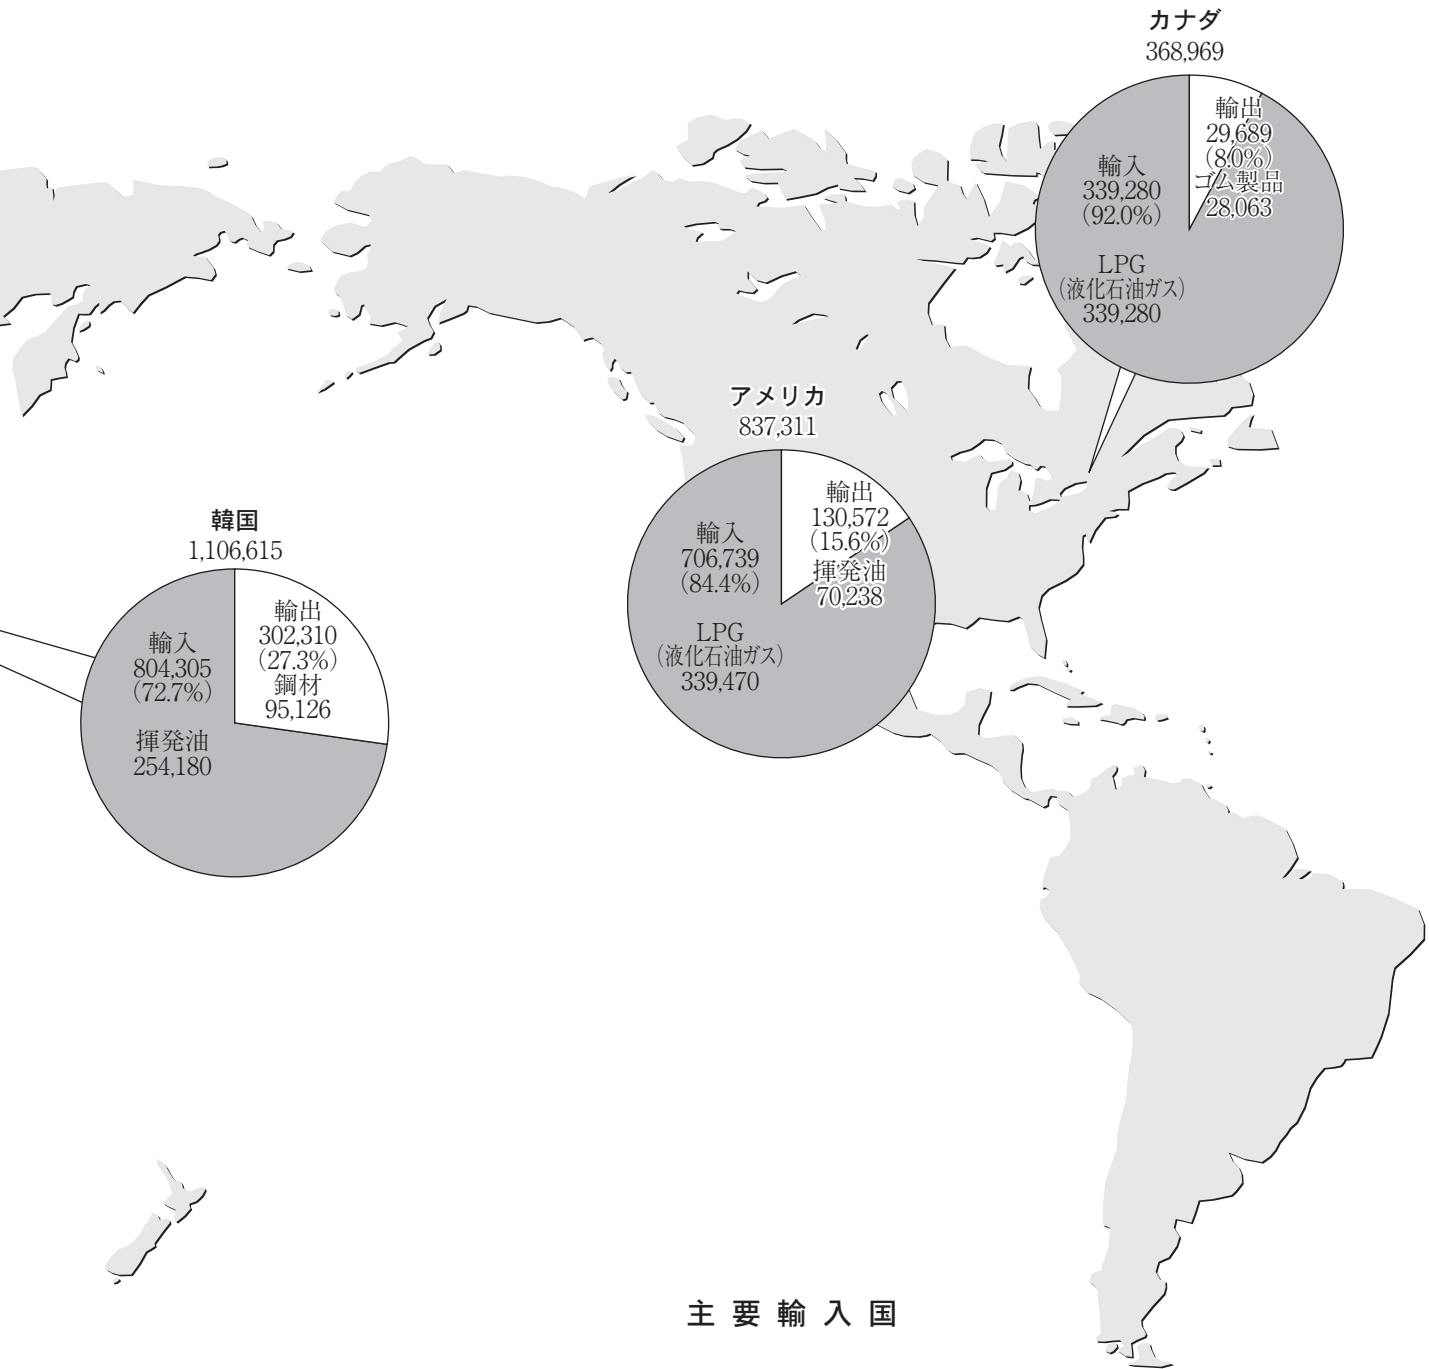 カナダ
368,969
輸出
29,689
(8.0%)
ゴム製品
28,063
輸入
339,280
(92.0%)
LPG
(液化石油ガス)
339,280
アメリカ
837,311
輸出
130,572
(15.6%)
揮発油
70,238
輸入
706,739
(84.4%)
LPG
(液化石油ガス)
339,470
韓国
1,106,615
輸出
302,310
(27.3%)
鋼材
95,126
輸入
804,305
(72.7%)
揮発油
254,180
主要輸入国